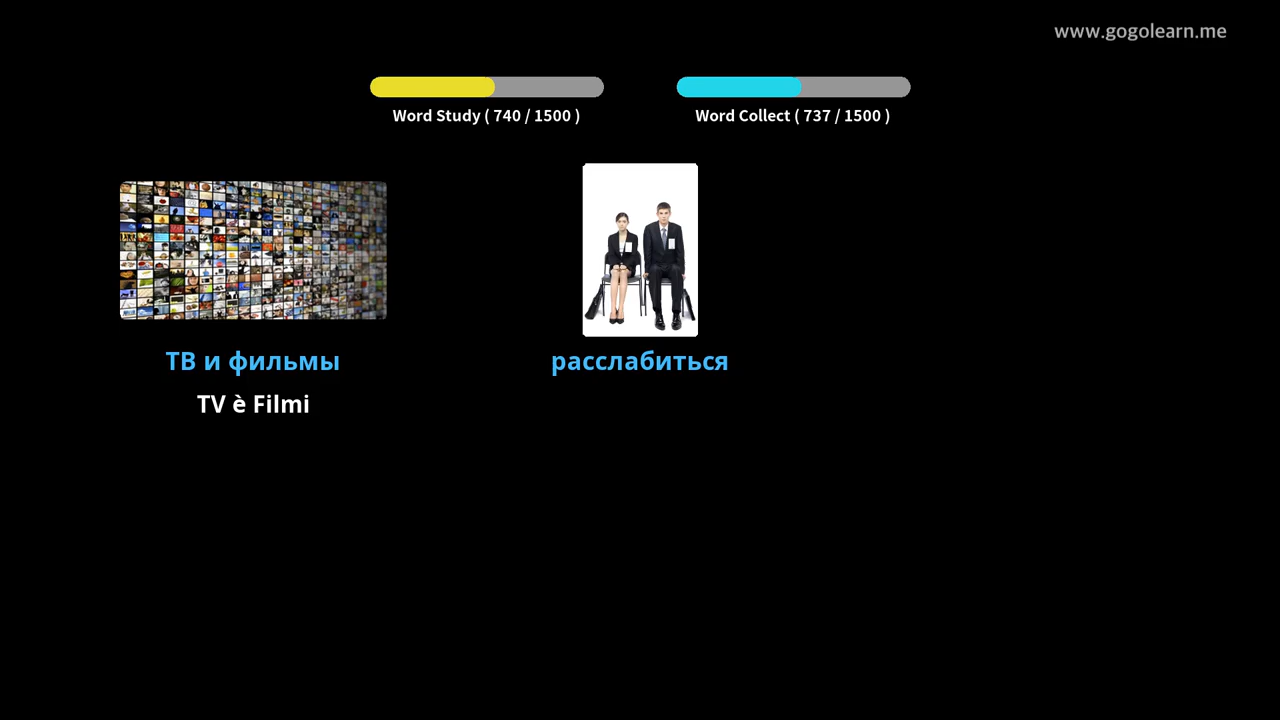 www.gogolearn.me
Word Study ( 740 / 1500 )
Word Collect ( 737 / 1500 )
ТВ и фильмы
расслабиться
TV è Filmi